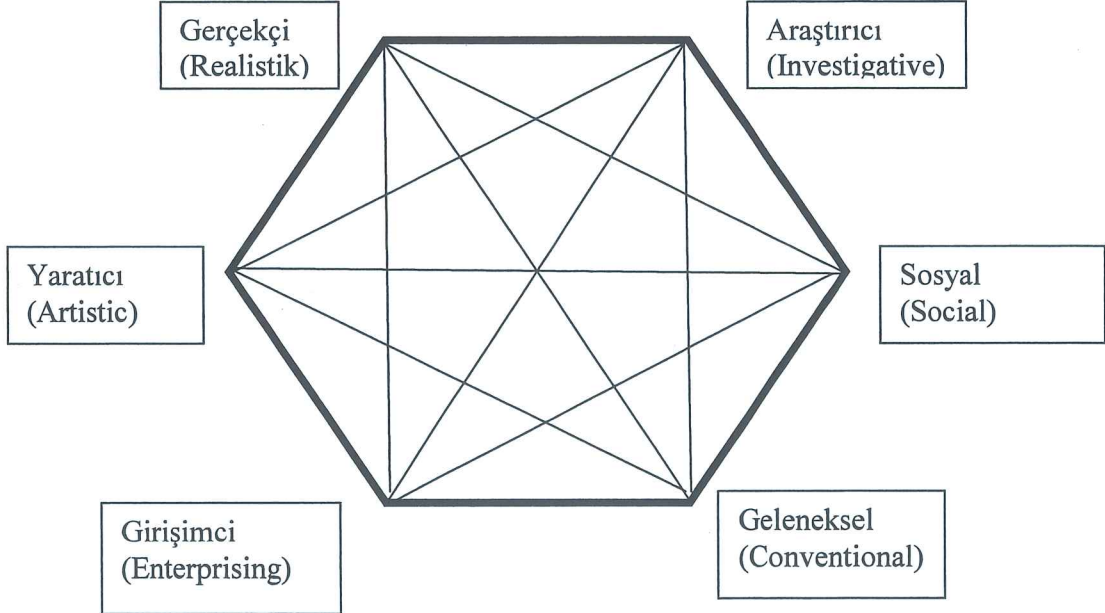 Gerçekçi
(Realistik)
Araştırıcı
(Investigative)
Yaratıcı
(Artistic)
Sosyal
(Social)
Girişimci
(Enterprising)
Geleneksel
(Conventional)